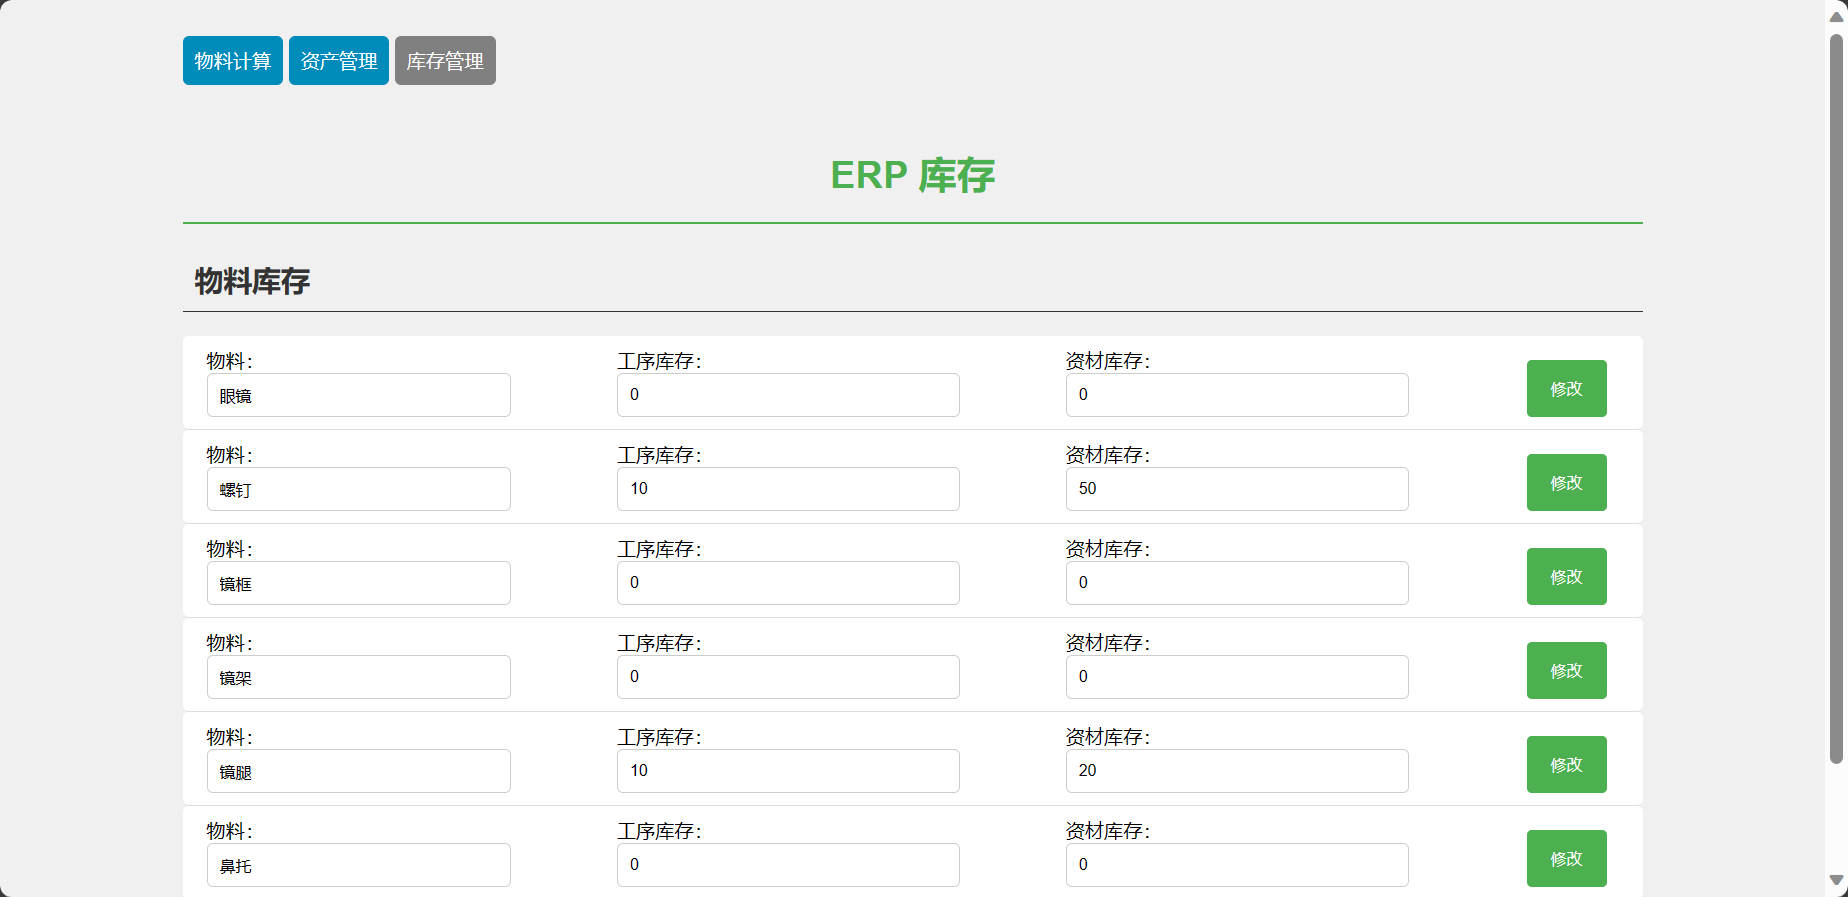 物料计算 资产管理 库存管理
ERP 库存
物料库存
物料： 工序库存： 资材库存：
眼镜 0 0 修改
物料： 工序库存： 资材库存：
螺钉 10 50 修改
物料： 工序库存： 资材库存：
镜框 0 0 修改
物料： 工序库存： 资材库存：
镜架 0 0 修改
物料： 工序库存： 资材库存：
镜腿 10 20 修改
物料： 工序库存： 资材库存：
鼻托 0 0 修改